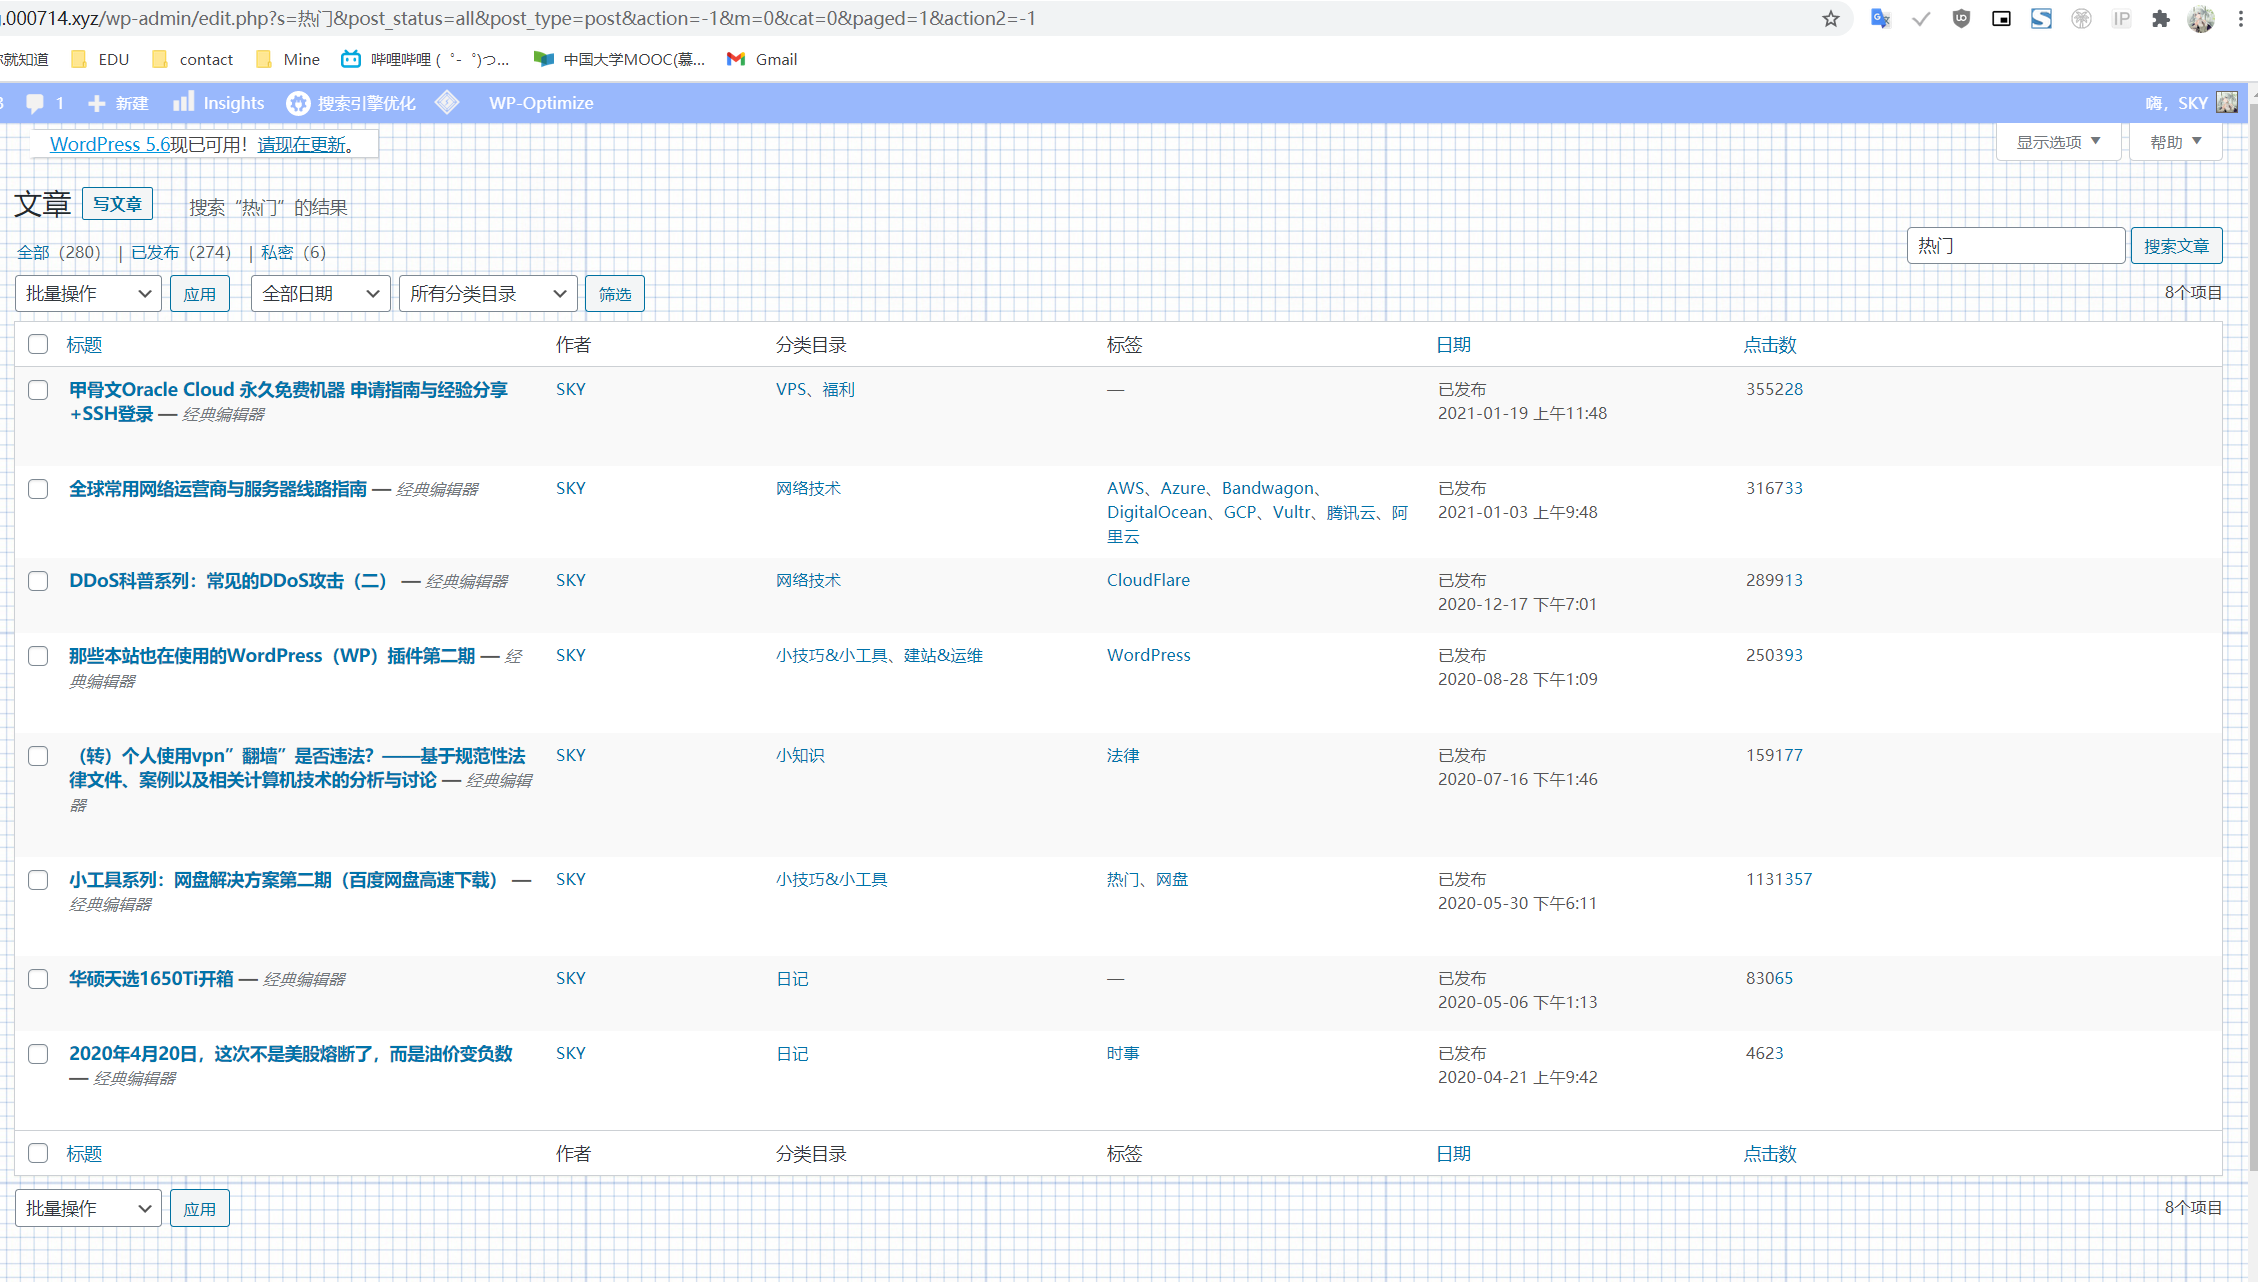 .000714.xyz/wp-admin/edit.php?s=热门&post_status=all&post_type=post&action=-1&m=0&cat=0&paged=1&action2=-1
就知道 EDU contact Mine 哔哩哔哩 (゜-゜)つ... 中国大学MOOC(慕... Gmail
1 新建 Insights 搜索引擎优化 WP-Optimize 嗨，SKY
WordPress 5.6现已可用！请现在更新。 显示选项 帮助
文章 写文章 搜索“热门”的结果
全部（280） | 已发布（274） | 私密（6） 热门 搜索文章
批量操作 应用 全部日期 所有分类目录 筛选 8个项目
标题 作者 分类目录 标签 日期 点击数
甲骨文Oracle Cloud 永久免费机器 申请指南与经验分享 SKY VPS、福利 — 已发布 355228
+SSH登录 — 经典编辑器 2021-01-19 上午11:48
全球常用网络运营商与服务器线路指南 — 经典编辑器 SKY 网络技术 AWS、Azure、Bandwagon、 已发布 316733
DigitalOcean、GCP、Vultr、腾讯云、阿 2021-01-03 上午9:48
里云
DDoS科普系列：常见的DDoS攻击（二） — 经典编辑器 SKY 网络技术 CloudFlare 已发布 289913
2020-12-17 下午7:01
那些本站也在使用的WordPress（WP）插件第二期 — 经 SKY 小技巧&小工具、建站&运维 WordPress 已发布 250393
典编辑器 2020-08-28 下午1:09
（转）个人使用vpn”翻墙”是否违法？——基于规范性法 SKY 小知识 法律 已发布 159177
律文件、案例以及相关计算机技术的分析与讨论 — 经典编辑 2020-07-16 下午1:46
器
小工具系列：网盘解决方案第二期（百度网盘高速下载） — SKY 小技巧&小工具 热门、网盘 已发布 1131357
经典编辑器 2020-05-30 下午6:11
华硕天选1650Ti开箱 — 经典编辑器 SKY 日记 — 已发布 83065
2020-05-06 下午1:13
2020年4月20日，这次不是美股熔断了，而是油价变负数 SKY 日记 时事 已发布 4623
— 经典编辑器 2020-04-21 上午9:42
标题 作者 分类目录 标签 日期 点击数
批量操作 应用 8个项目